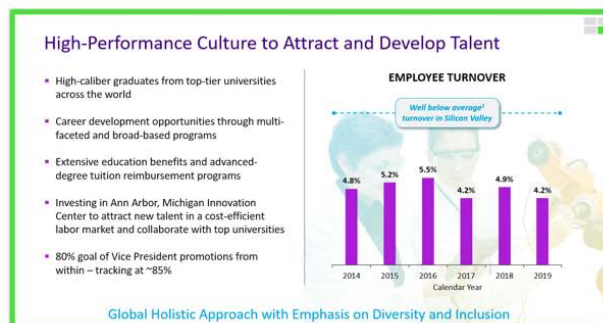 High-Performance Culture to Attract and Develop Talent
▪ High-caliber graduates from top-tier universities
across the world
▪ Career development opportunities through multi-
faceted and broad-based programs
▪ Extensive education benefits and advanced-
degree tuition reimbursement programs
▪ Investing in Ann Arbor, Michigan Innovation
Center to attract new talent in a cost-efficient
labor market and collaborate with top universities
▪ 80% goal of Vice President promotions from
within – tracking at ~85%
EMPLOYEE TURNOVER
Well below average¹
turnover in Silicon Valley
4.8% 5.2% 5.5% 4.2% 4.9% 4.2%
2014 2015 2016 2017 2018 2019
Calendar Year
Global Holistic Approach with Emphasis on Diversity and Inclusion